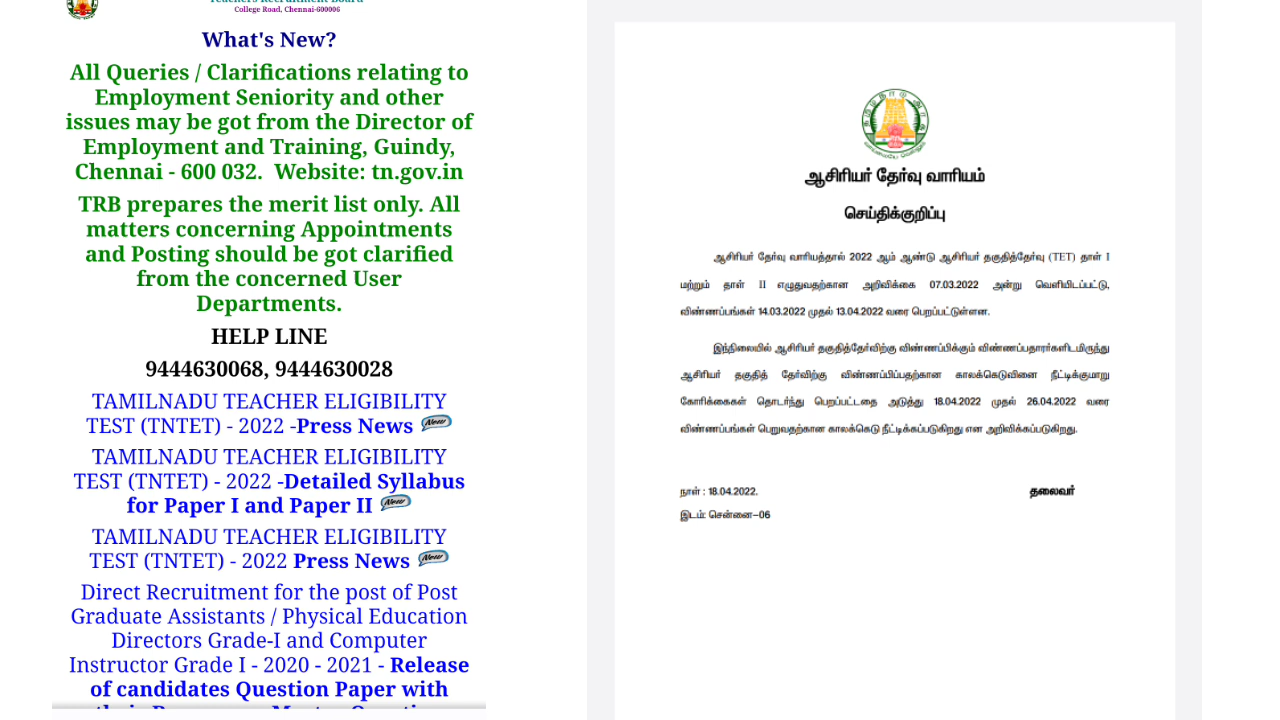 Teachers Recruitment Board
College Road, Chennai-600006
What's New?
All Queries / Clarifications relating to
Employment Seniority and other
issues may be got from the Director of
Employment and Training, Guindy,
Chennai - 600 032.  Website: tn.gov.in
TRB prepares the merit list only. All
matters concerning Appointments
and Posting should be got clarified
from the concerned User
Departments.
HELP LINE
9444630068, 9444630028
TAMILNADU TEACHER ELIGIBILITY
TEST (TNTET) - 2022 -Press News New
TAMILNADU TEACHER ELIGIBILITY
TEST (TNTET) - 2022 -Detailed Syllabus
for Paper I and Paper II New
TAMILNADU TEACHER ELIGIBILITY
TEST (TNTET) - 2022 Press News New
Direct Recruitment for the post of Post
Graduate Assistants / Physical Education
Directors Grade-I and Computer
Instructor Grade I - 2020 - 2021 - Release
of candidates Question Paper with
ஆசிரியர் தேர்வு வாரியம்
செய்திக்குறிப்பு
ஆசிரியர் தேர்வு வாரியத்தால் 2022 ஆம் ஆண்டு ஆசிரியர் தகுதித்தேர்வு (TET) தாள் I
மற்றும் தாள் II எழுதுவதற்கான அறிவிக்கை 07.03.2022 அன்று வெளியிடப்பட்டு,
விண்ணப்பங்கள் 14.03.2022 முதல் 13.04.2022 வரை பெறப்பட்டுள்ளன.
இந்நிலையில் ஆசிரியர் தகுதித்தேர்விற்கு விண்ணப்பிக்கும் விண்ணப்பதாரர்களிடமிருந்து
ஆசிரியர் தகுதித் தேர்விற்கு விண்ணப்பிப்பதற்கான காலக்கெடுவினை நீட்டிக்குமாறு
கோரிக்கைகள் தொடர்ந்து பெறப்பட்டதை அடுத்து 18.04.2022 முதல் 26.04.2022 வரை
விண்ணப்பங்கள் பெறுவதற்கான காலக்கெடு நீட்டிக்கப்படுகிறது என அறிவிக்கப்படுகிறது.
நாள் : 18.04.2022.
தலைவர்
இடம்: சென்னை–06